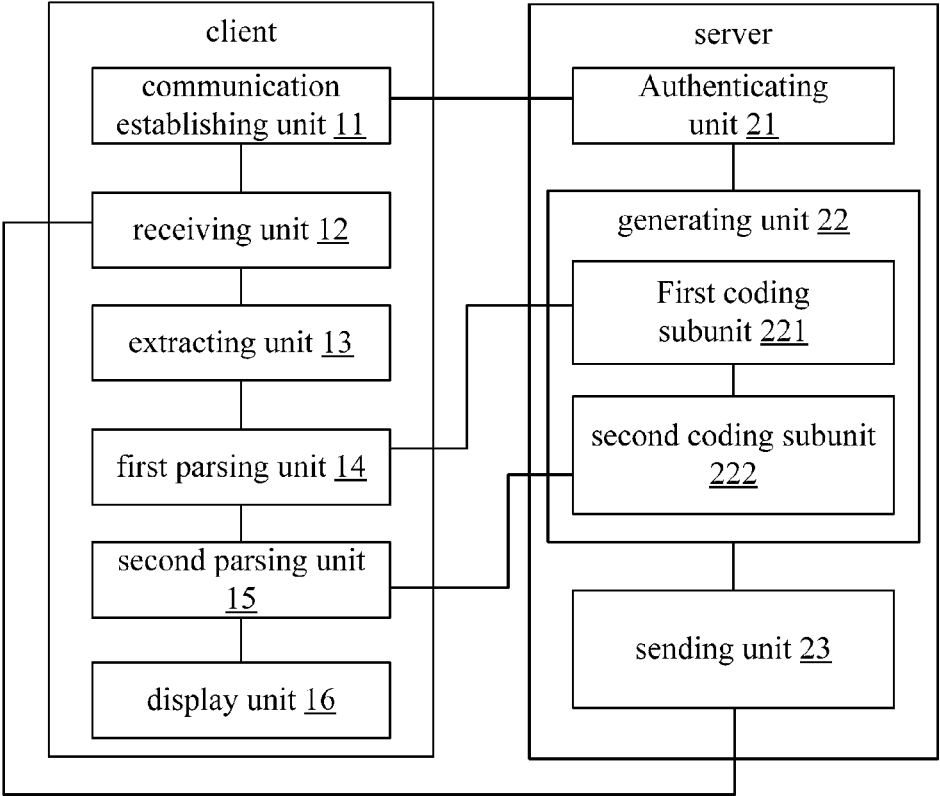 client
communication
establishing unit 11
receiving unit 12
extracting unit 13
first parsing unit 14
second parsing unit
15
display unit 16
server
Authenticating
unit 21
generating unit 22
First coding
subunit 221
second coding subunit
222
sending unit 23